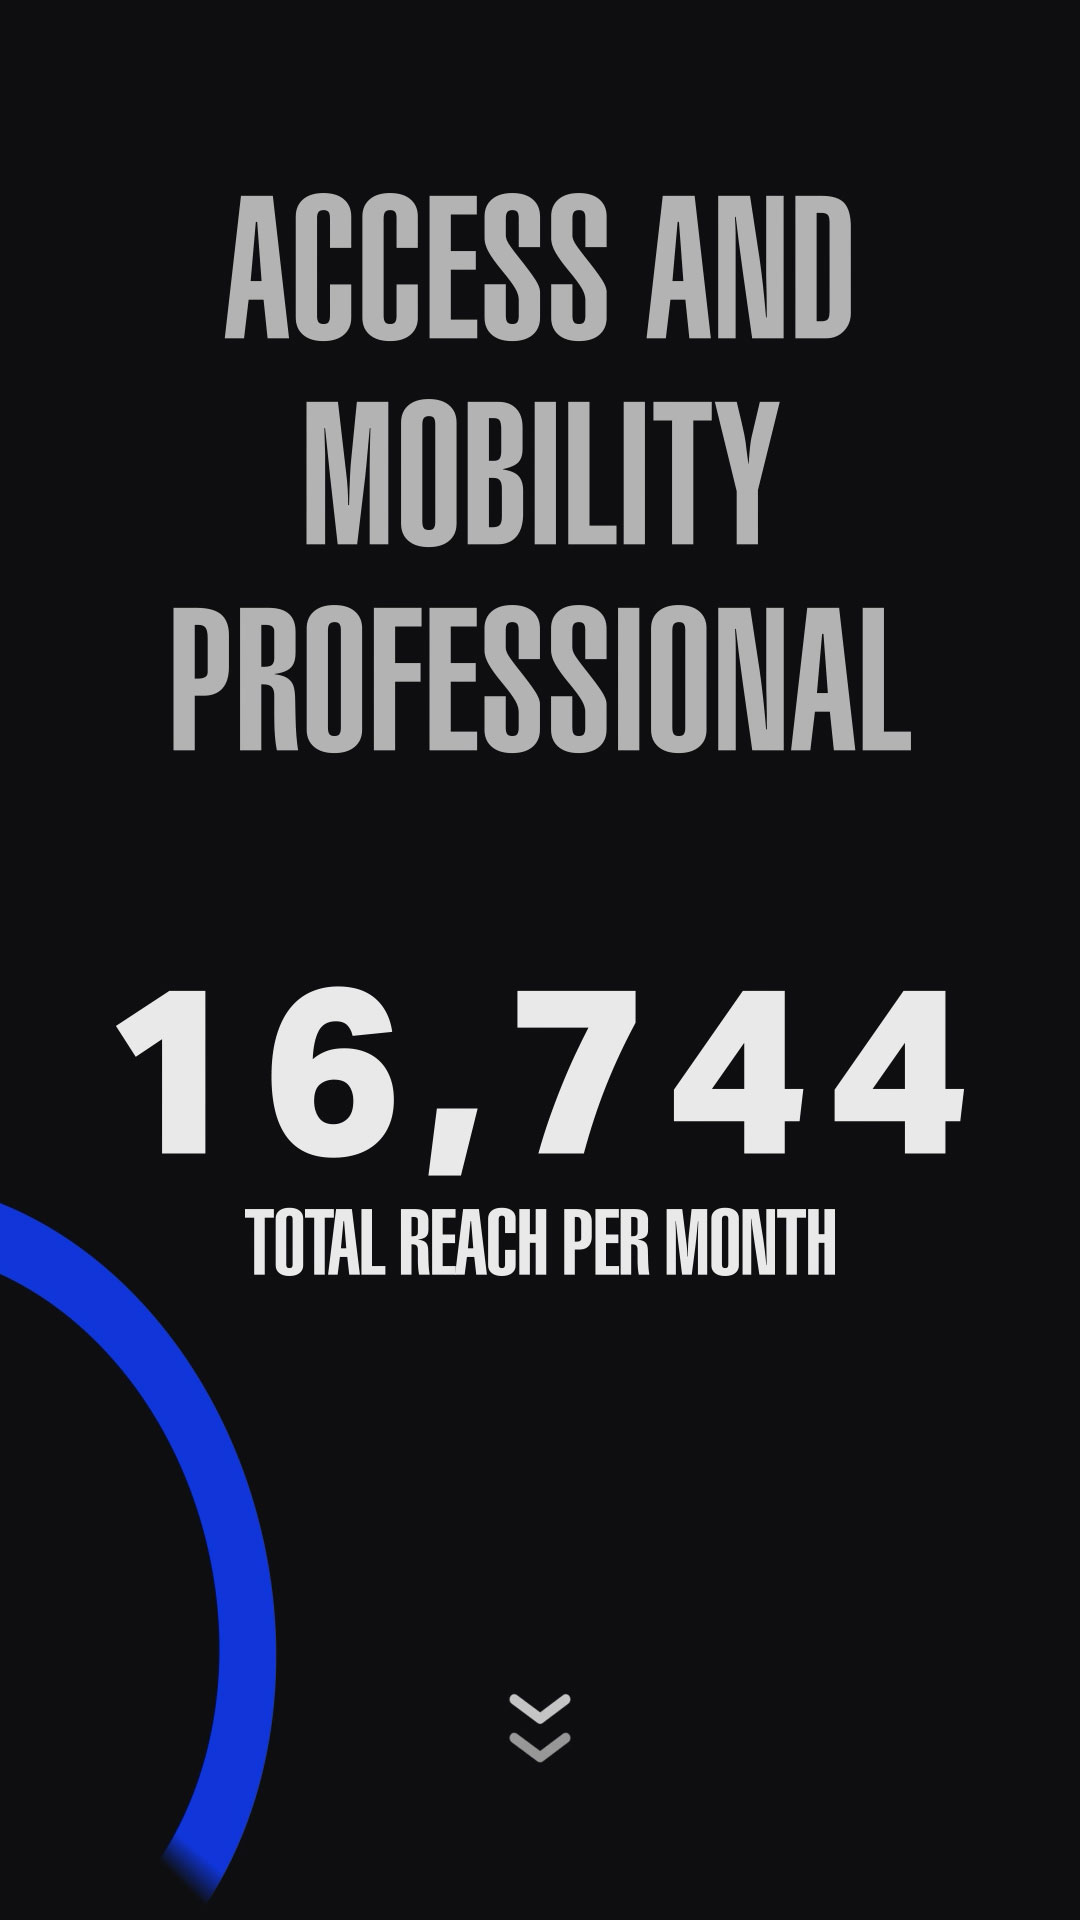 ACCESS AND
MOBILITY
PROFESSIONAL
16,744
TOTAL REACH PER MONTH